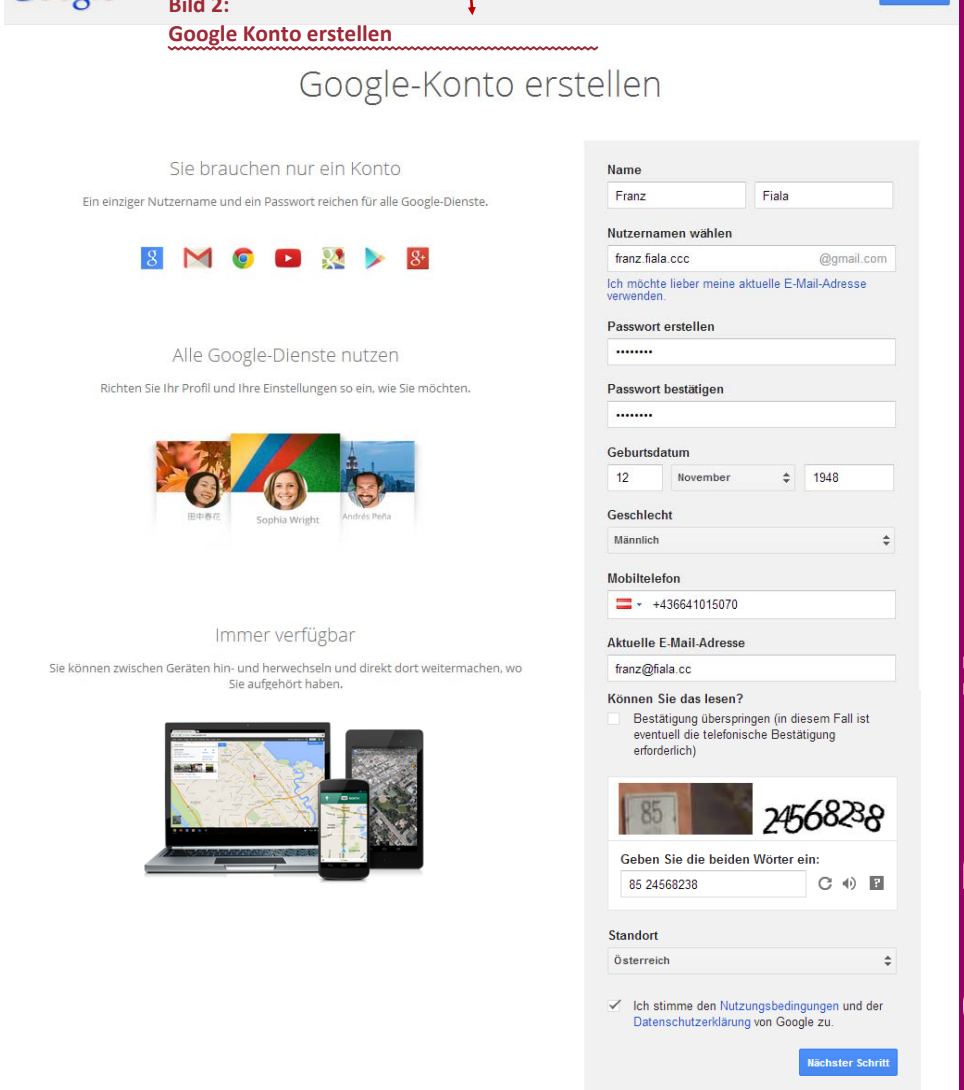 Bild 2:
Google Konto erstellen
Google-Konto erstellen
Sie brauchen nur ein Konto
Ein einziger Nutzername und ein Passwort reichen für alle Google-Dienste.
Alle Google-Dienste nutzen
Richten Sie Ihr Profil und Ihre Einstellungen so ein, wie Sie möchten.
田中春花
Sophia Wright
Andrés Peña
Immer verfügbar
Sie können zwischen Geräten hin- und herwechseln und direkt dort weitermachen, wo
Sie aufgehört haben.
Name
Franz Fiala
Nutzernamen wählen
franz.fiala.ccc @gmail.com
Ich möchte lieber meine aktuelle E-Mail-Adresse
verwenden.
Passwort erstellen
••••••••
Passwort bestätigen
••••••••
Geburtsdatum
12 November 1948
Geschlecht
Männlich
Mobiltelefon
+436641015070
Aktuelle E-Mail-Adresse
franz@fiala.cc
Können Sie das lesen?
Bestätigung überspringen (in diesem Fall ist
eventuell die telefonische Bestätigung
erforderlich)
85 24568238
Geben Sie die beiden Wörter ein:
85 24568238
Standort
Österreich
Ich stimme den Nutzungsbedingungen und der
Datenschutzerklärung von Google zu.
Nächster Schritt